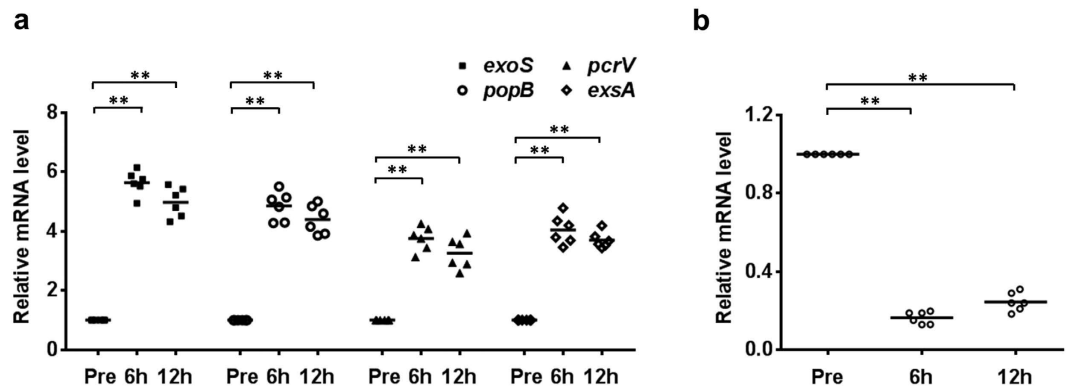 a
exoS
pcrV
popB
exsA
** ** ** ** ** ** ** **
Relative mRNA level
8
6
4
2
1
0
Pre 6h 12h Pre 6h 12h Pre 6h 12h Pre 6h 12h
b
**
**
Relative mRNA level
1.2
0.8
0.4
0.0
Pre 6h 12h